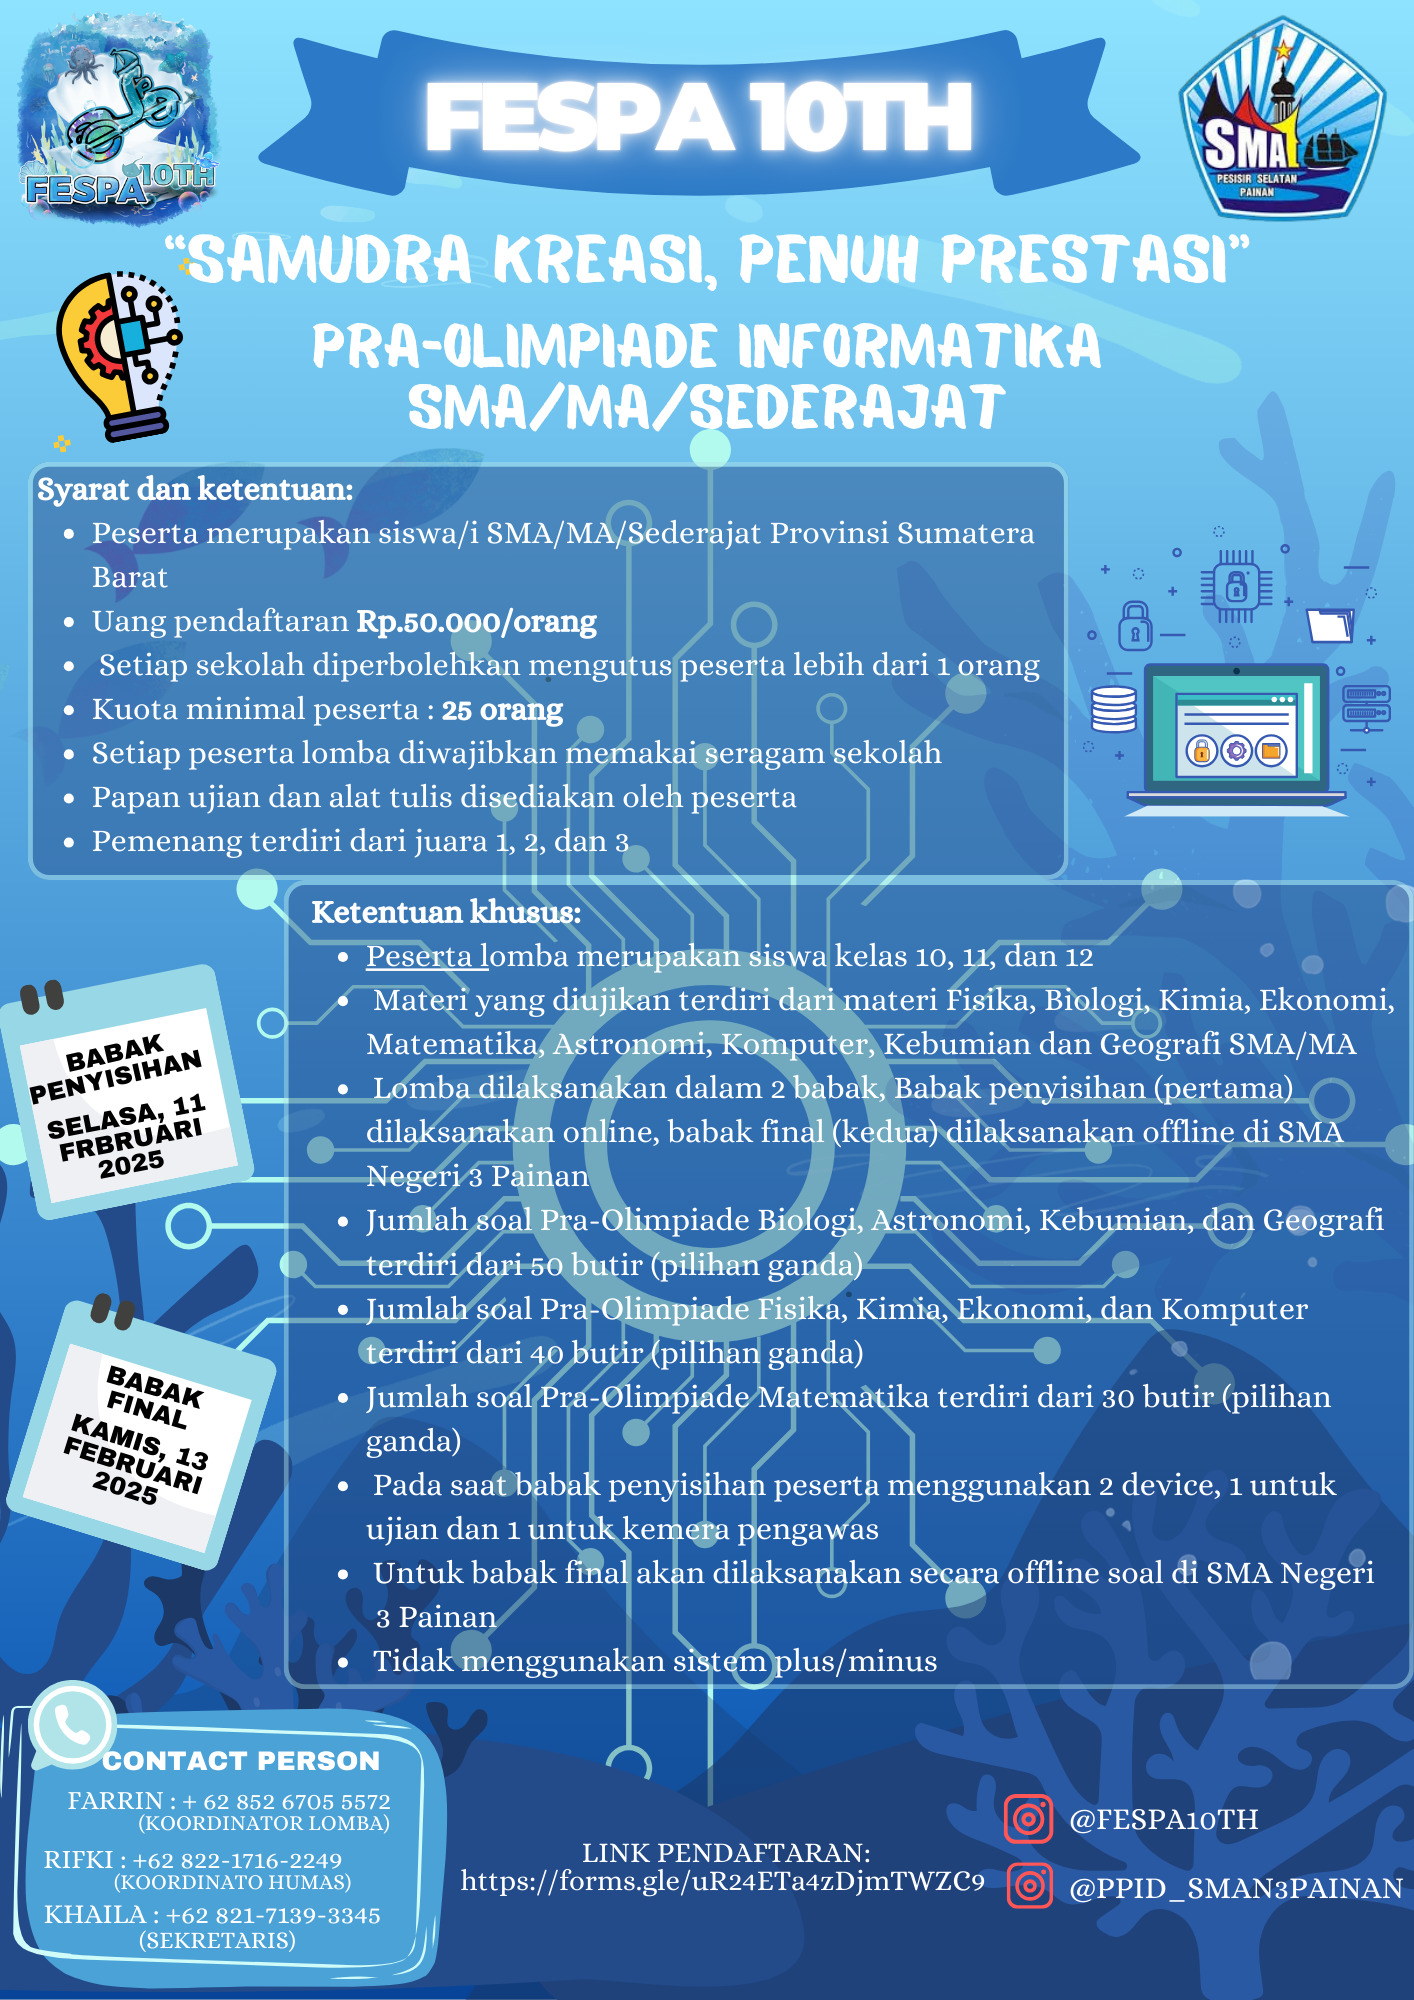 FESPA 10TH
FESPA 10TH
SMA
PESISIR SELATAN
PAINAN
“SAMUDRA KREASI, PENUH PRESTASI”
PRA-OLIMPIADE INFORMATIKA
SMA/MA/SEDERAJAT
Syarat dan ketentuan:
• Peserta merupakan siswa/i SMA/MA/Sederajat Provinsi Sumatera
Barat
• Uang pendaftaran Rp.50.000/orang
• Setiap sekolah diperbolehkan mengutus peserta lebih dari 1 orang
• Kuota minimal peserta : 25 orang
• Setiap peserta lomba diwajibkan memakai seragam sekolah
• Papan ujian dan alat tulis disediakan oleh peserta
• Pemenang terdiri dari juara 1, 2, dan 3
Ketentuan khusus:
• Peserta lomba merupakan siswa kelas 10, 11, dan 12
• Materi yang diujikan terdiri dari materi Fisika, Biologi, Kimia, Ekonomi,
Matematika, Astronomi, Komputer, Kebumian dan Geografi SMA/MA
• Lomba dilaksanakan dalam 2 babak, Babak penyisihan (pertama)
dilaksanakan online, babak final (kedua) dilaksanakan offline di SMA
Negeri 3 Painan
• Jumlah soal Pra-Olimpiade Biologi, Astronomi, Kebumian, dan Geografi
terdiri dari 50 butir (pilihan ganda)
• Jumlah soal Pra-Olimpiade Fisika, Kimia, Ekonomi, dan Komputer
terdiri dari 40 butir (pilihan ganda)
• Jumlah soal Pra-Olimpiade Matematika terdiri dari 30 butir (pilihan
ganda)
• Pada saat babak penyisihan peserta menggunakan 2 device, 1 untuk
ujian dan 1 untuk kemera pengawas
• Untuk babak final akan dilaksanakan secara offline soal di SMA Negeri
3 Painan
• Tidak menggunakan sistem plus/minus
BABAK
PENYISIHAN
SELASA, 11
FRBRUARI
2025
BABAK
FINAL
KAMIS, 13
FEBRUARI
2025
CONTACT PERSON
FARRIN : + 62 852 6705 5572
(KOORDINATOR LOMBA)
RIFKI : +62 822-1716-2249
(KOORDINATO HUMAS)
KHAILA : +62 821-7139-3345
(SEKRETARIS)
LINK PENDAFTARAN:
https://forms.gle/uR24ETa4zDjmTWZC9
@FESPA10TH
@PPID_SMAN3PAINAN